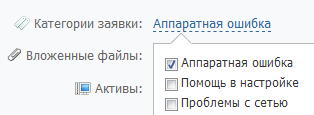 Категории заявки: Аппаратная ошибка
Вложенные файлы:
Аппаратная ошибка
Активы:
Помощь в настройке
Проблемы с сетью